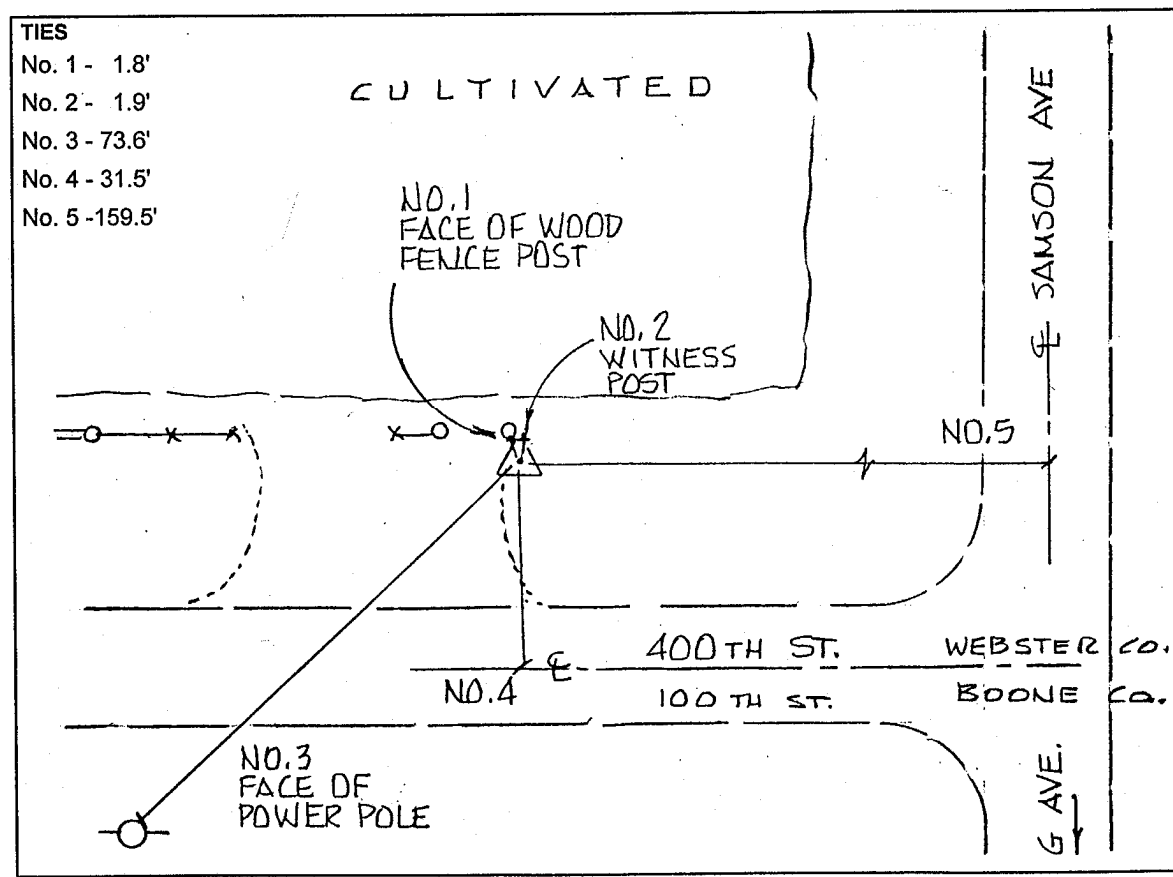 TIES
No. 1 - 1.8'
No. 2 - 1.9'
No. 3 - 73.6'
No. 4 - 31.5'
No. 5 -159.5'
CULTIVATED
NO.1
FACE OF WOOD
FENCE POST
NO. 2
WITNESS
POST
℄ SAMSON AVE
NO.5
NO.4
℄
400TH ST.
WEBSTER CO.
100TH ST.
BOONE CO.
NO.3
FACE OF
POWER POLE
G AVE.